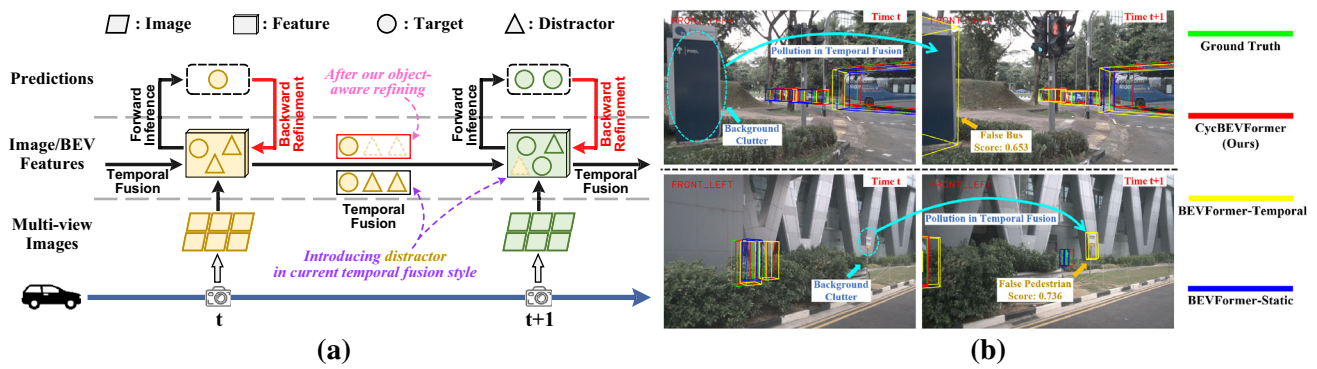 : Image
: Feature
: Target
: Distractor
Predictions
Forward
Inference
Backward
Refinement
After our object-
aware refining
Forward
Inference
Backward
Refinement
Image/BEV
Features
Temporal
Fusion
Temporal
Fusion
Temporal
Fusion
Multi-view
Images
Introducing distractor
in current temporal fusion style
t
t+1
(a)
FRONT_LEFT
Time t
Pollution in Temporal Fusion
Background
Clutter
FRONT_LEFT
Time t+1
False Bus
Score: 0.653
FRONT_LEFT
Time t
Pollution in Temporal Fusion
Background
Clutter
FRONT_LEFT
Time t+1
False Pedestrian
Score: 0.736
Ground Truth
CycBEVFormer
(Ours)
BEVFormer-Temporal
BEVFormer-Static
(b)